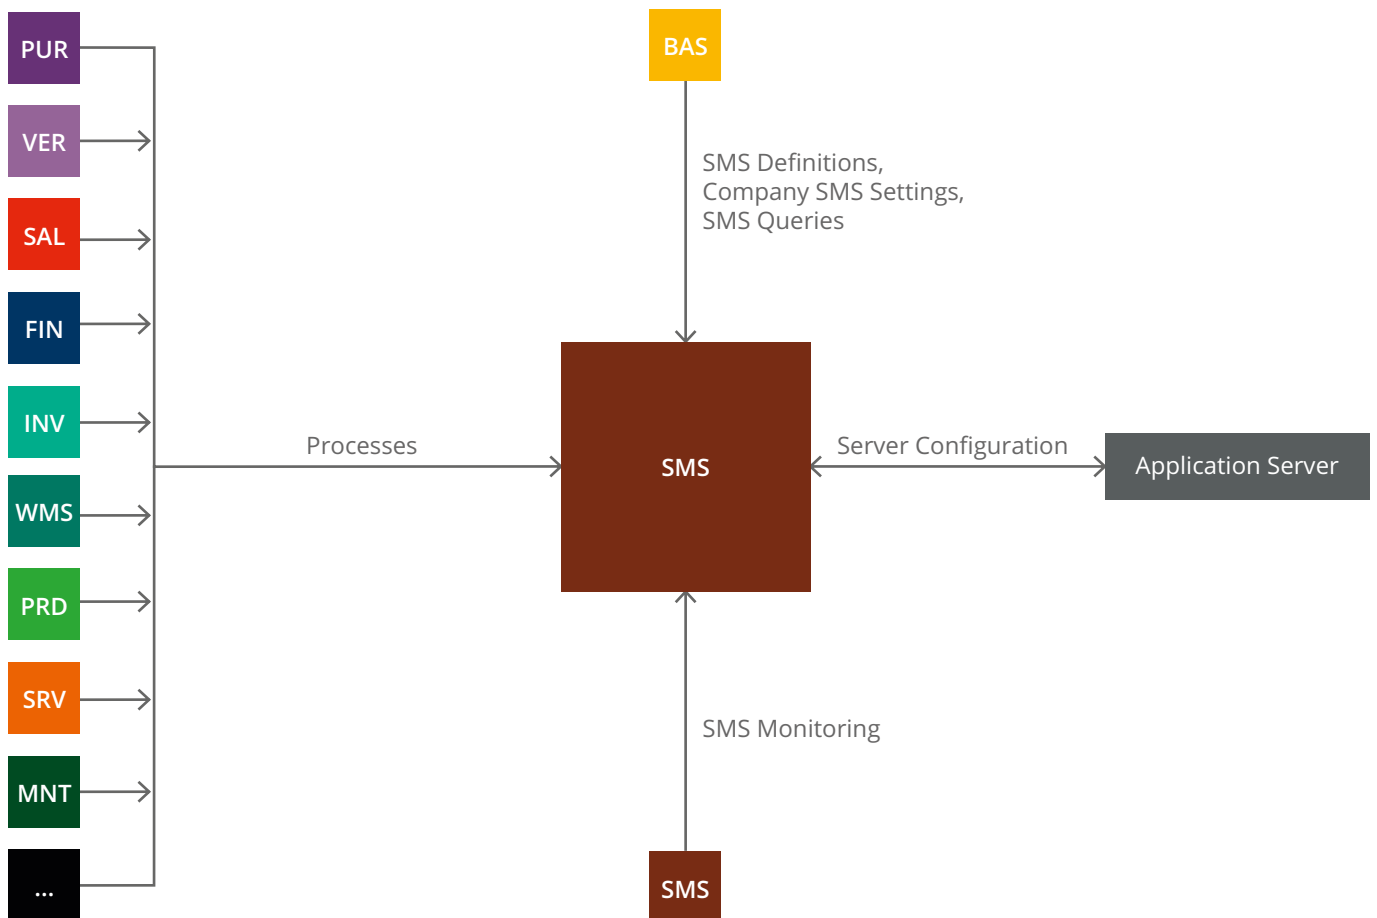 PUR
VER
SAL
FIN
INV
WMS
PRD
SRV
MNT
...
BAS
SMS Definitions,
Company SMS Settings,
SMS Queries
Processes
SMS
Server Configuration
Application Server
SMS Monitoring
SMS